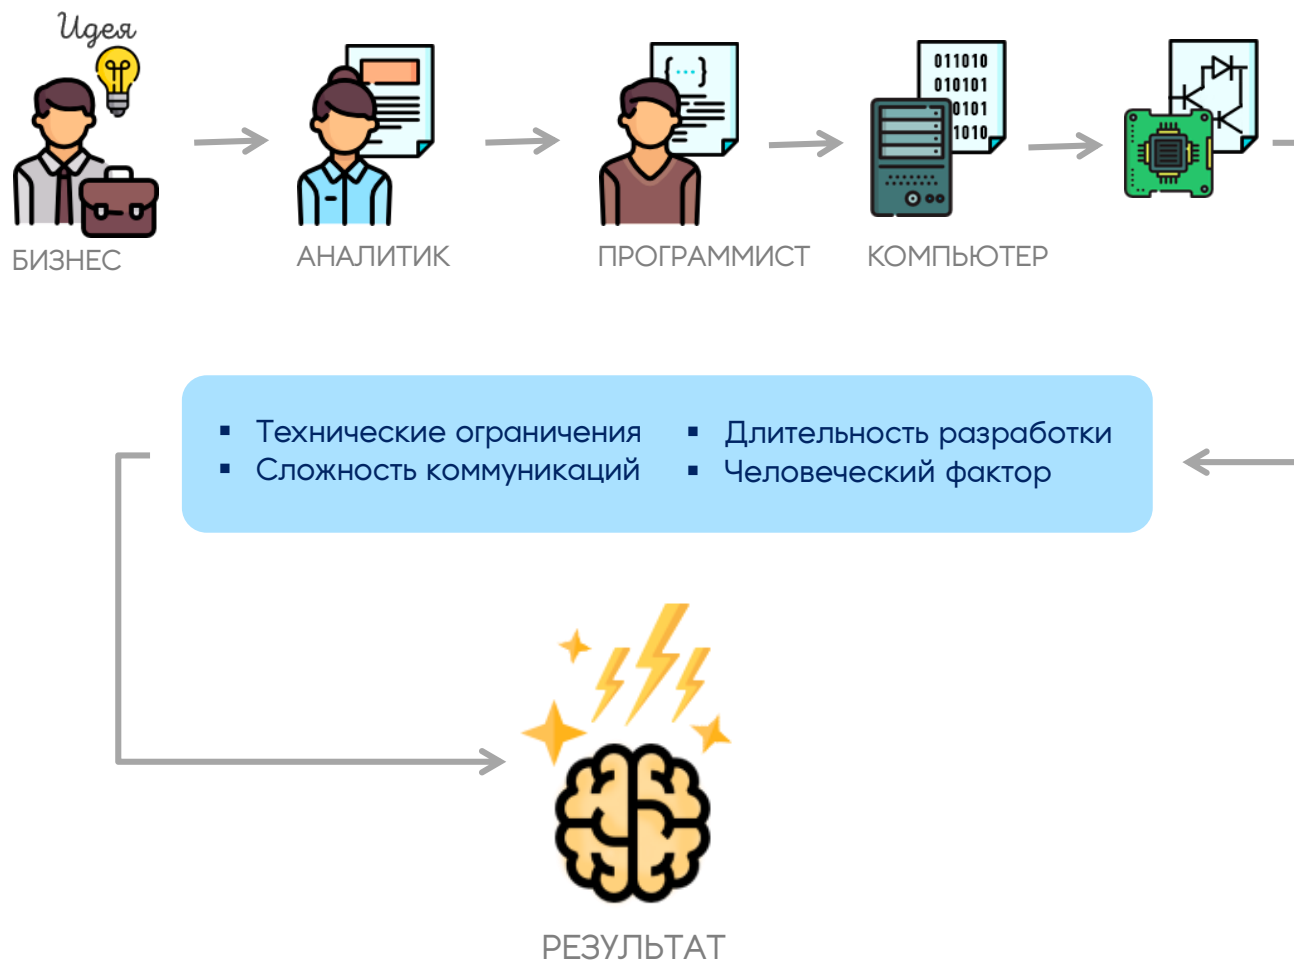 Идея
{...}
011010
010101
0101
1010
БИЗНЕС
АНАЛИТИК
ПРОГРАММИСТ
КОМПЬЮТЕР
▪ Технические ограничения
▪ Сложность коммуникаций
▪ Длительность разработки
▪ Человеческий фактор
РЕЗУЛЬТАТ